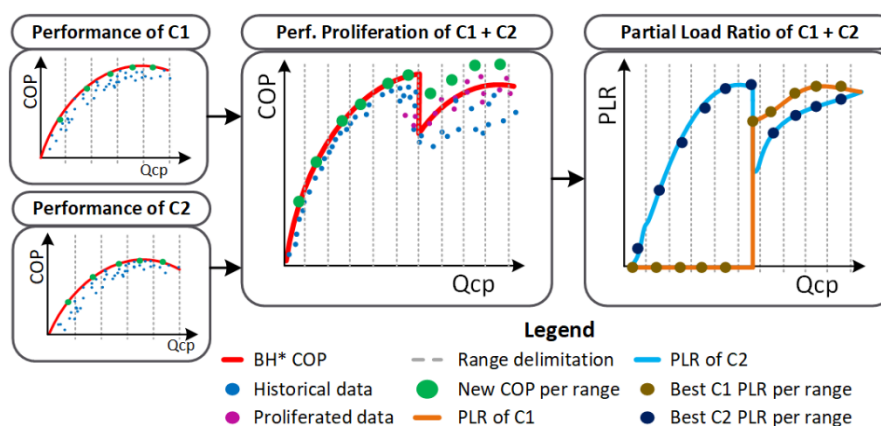 Performance of C1
COP
Qcp
Performance of C2
COP
Qcp
Perf. Proliferation of C1 + C2
COP
Qcp
Partial Load Ratio of C1 + C2
PLR
Qcp
Legend
BH* COP
Range delimitation
PLR of C2
Historical data
New COP per range
Best C1 PLR per range
Proliferated data
PLR of C1
Best C2 PLR per range